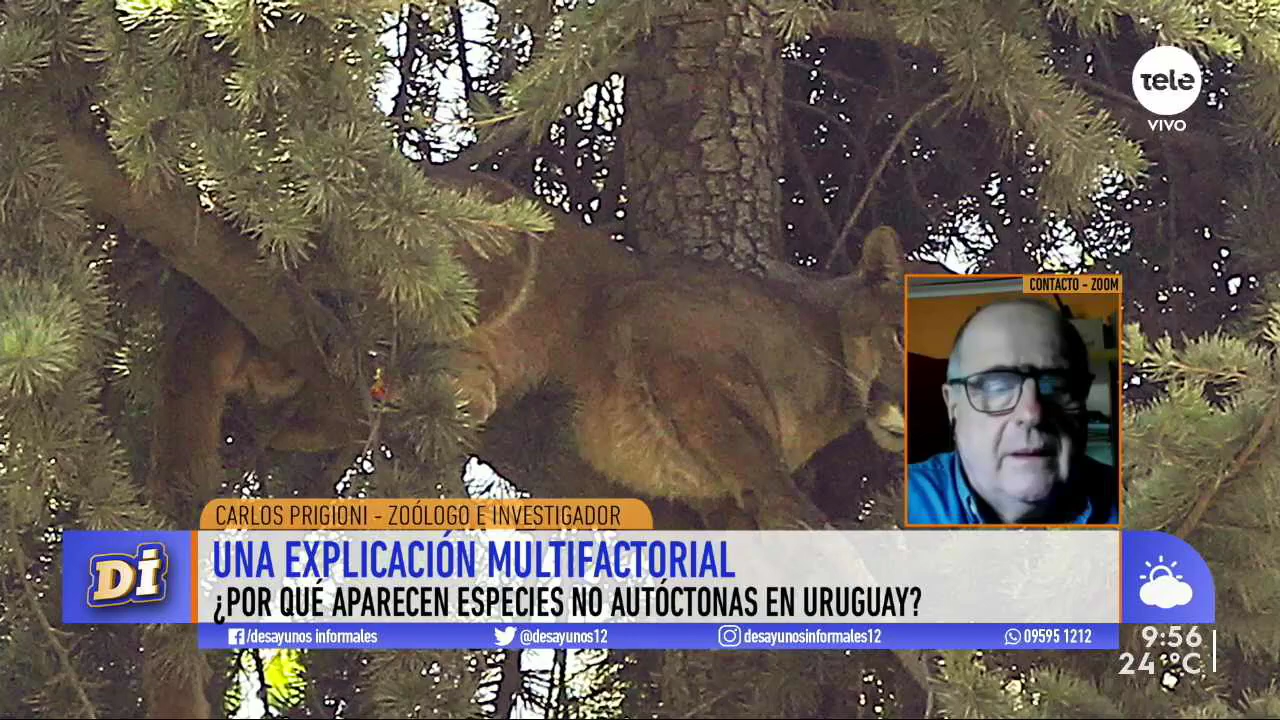 tele
VIVO
CONTACTO - ZOOM
CARLOS PRIGIONI - ZOÓLOGO E INVESTIGADOR
Di
UNA EXPLICACIÓN MULTIFACTORIAL
¿POR QUÉ APARECEN ESPECIES NO AUTÓCTONAS EN URUGUAY?
/desayunos informales @desayunos12 desayunosinformales12 09595 1212
9:56
24 °C